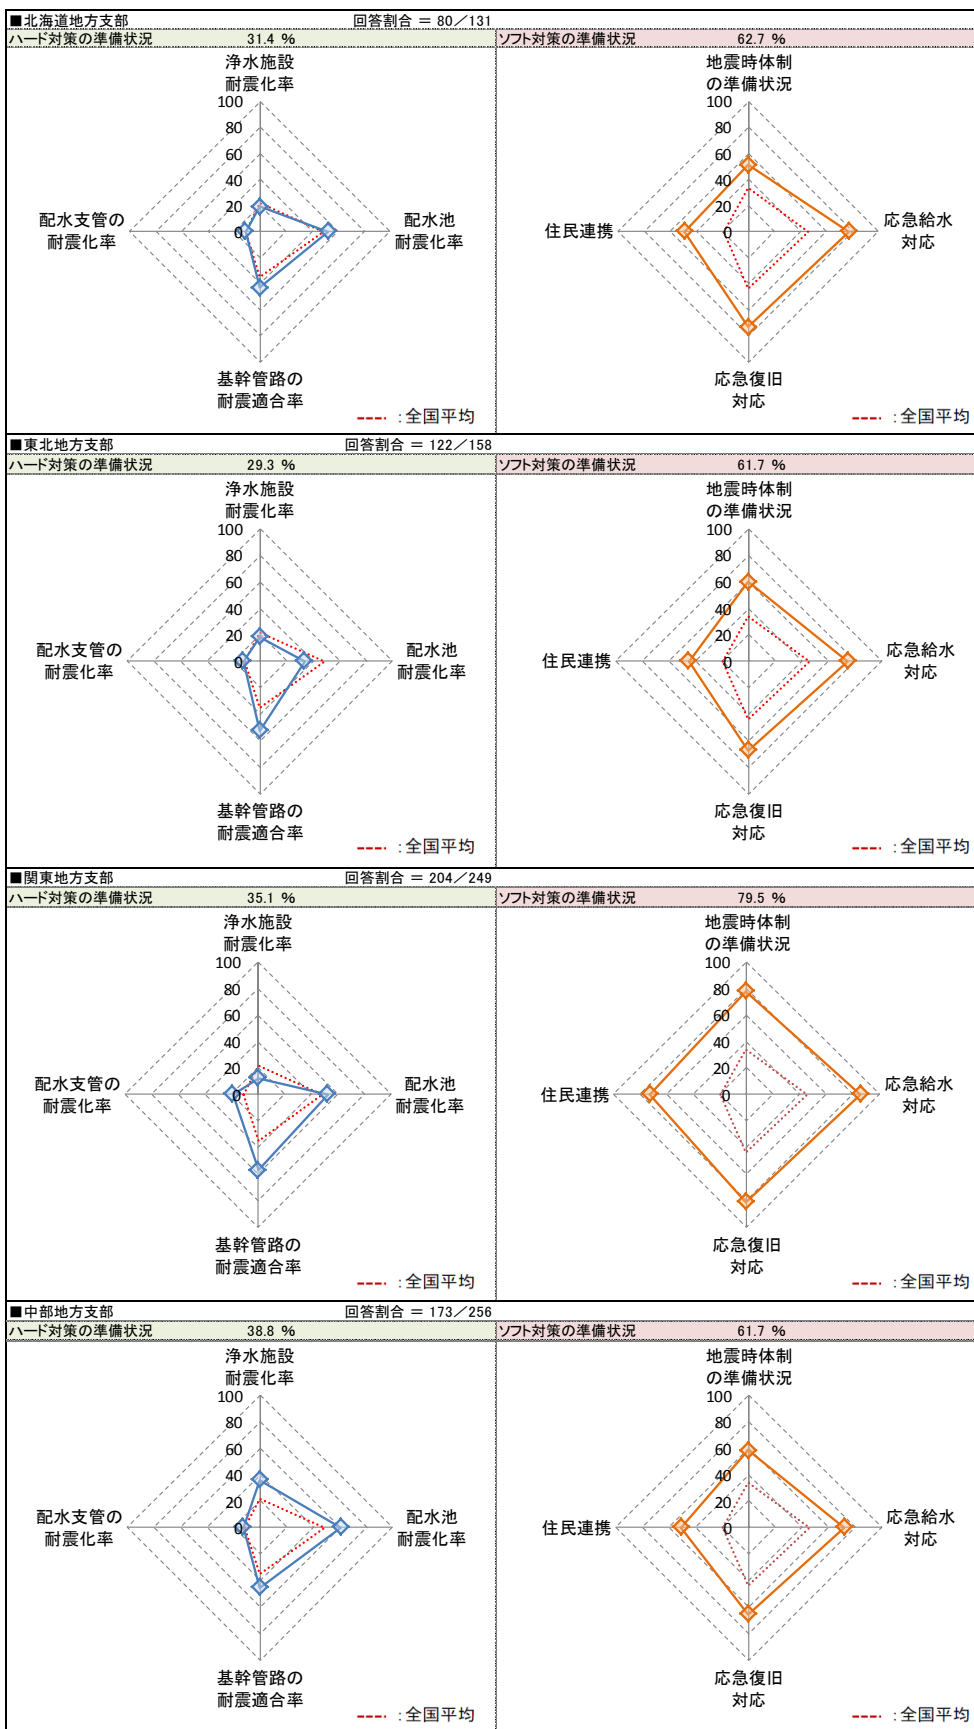 ■北海道地方支部 回答割合 ＝ 80／131
ハード対策の準備状況 31.4 % ソフト対策の準備状況 62.7 %
浄水施設
耐震化率
100
80
60
40
20
0
配水支管の
耐震化率
配水池
耐震化率
基幹管路の
耐震適合率
：全国平均
地震時体制
の準備状況
100
80
60
40
20
0
住民連携
応急給水
対応
応急復旧
対応
：全国平均
■東北地方支部 回答割合 ＝ 122／158
ハード対策の準備状況 29.3 % ソフト対策の準備状況 61.7 %
浄水施設
耐震化率
100
80
60
40
20
0
配水支管の
耐震化率
配水池
耐震化率
基幹管路の
耐震適合率
：全国平均
地震時体制
の準備状況
100
80
60
40
20
0
住民連携
応急給水
対応
応急復旧
対応
：全国平均
■関東地方支部 回答割合 ＝ 204／249
ハード対策の準備状況 35.1 % ソフト対策の準備状況 79.5 %
浄水施設
耐震化率
100
80
60
40
20
0
配水支管の
耐震化率
配水池
耐震化率
基幹管路の
耐震適合率
：全国平均
地震時体制
の準備状況
100
80
60
40
20
0
住民連携
応急給水
対応
応急復旧
対応
：全国平均
■中部地方支部 回答割合 ＝ 173／256
ハード対策の準備状況 38.8 % ソフト対策の準備状況 61.7 %
浄水施設
耐震化率
100
80
60
40
20
0
配水支管の
耐震化率
配水池
耐震化率
基幹管路の
耐震適合率
：全国平均
地震時体制
の準備状況
100
80
60
40
20
0
住民連携
応急給水
対応
応急復旧
対応
：全国平均